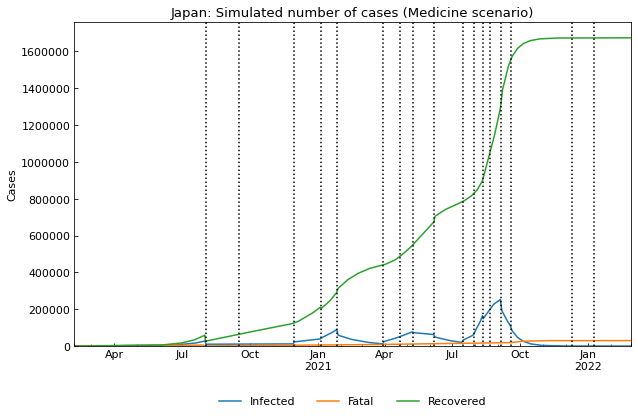 Japan: Simulated number of cases (Medicine scenario)
1600000
1400000
1200000
1000000
800000
600000
400000
200000
0
Cases
Apr Jul Oct Jan Apr Jul Oct Jan
2021 2022
Infected Fatal Recovered